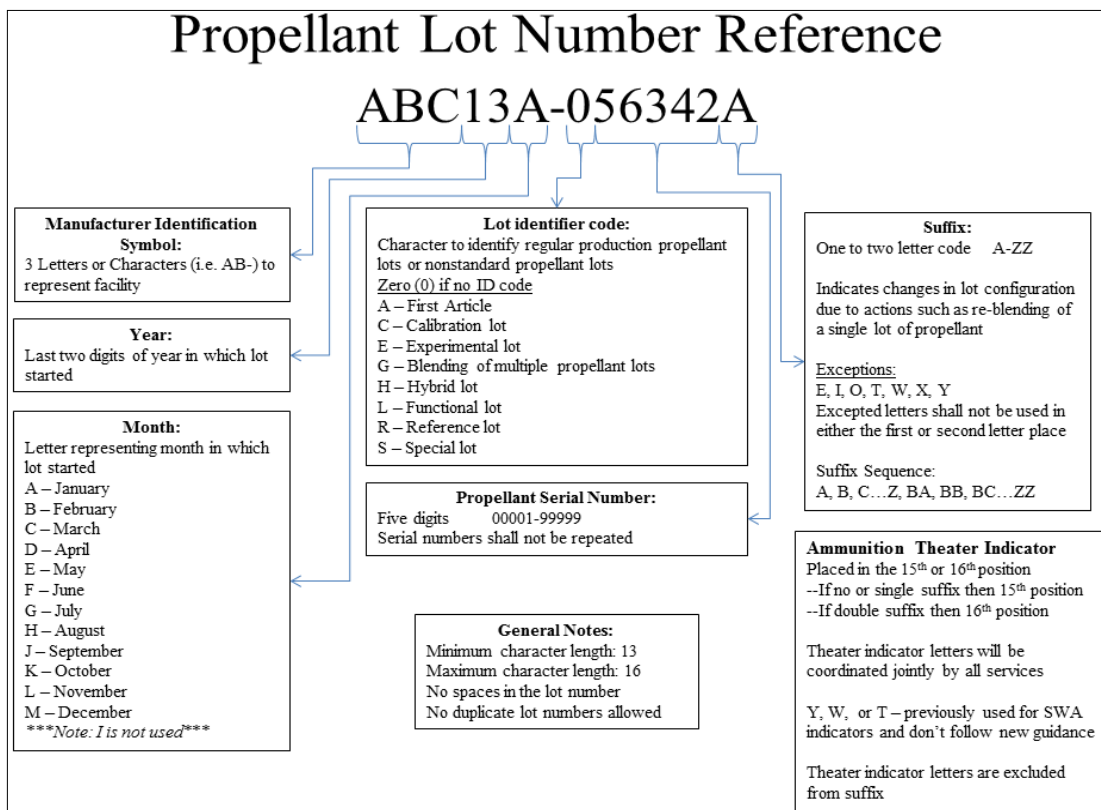 Propellant Lot Number Reference
ABC13A-056342A
Manufacturer Identification
Symbol:
3 Letters or Characters (i.e. AB-) to
represent facility
Year:
Last two digits of year in which lot
started
Month:
Letter representing month in which
lot started
A – January
B – February
C – March
D – April
E – May
F – June
G – July
H – August
J – September
K – October
L – November
M – December
***Note: I is not used***
Lot identifier code:
Character to identify regular production propellant
lots or nonstandard propellant lots
Zero (0) if no ID code
A – First Article
C – Calibration lot
E – Experimental lot
G – Blending of multiple propellant lots
H – Hybrid lot
L – Functional lot
R – Reference lot
S – Special lot
Propellant Serial Number:
Five digits 00001-99999
Serial numbers shall not be repeated
General Notes:
Minimum character length: 13
Maximum character length: 16
No spaces in the lot number
No duplicate lot numbers allowed
Suffix:
One to two letter code A-ZZ
Indicates changes in lot configuration
due to actions such as re-blending of
a single lot of propellant
Exceptions:
E, I, O, T, W, X, Y
Excepted letters shall not be used in
either the first or second letter place
Suffix Sequence:
A, B, C…Z, BA, BB, BC…ZZ
Ammunition Theater Indicator
Placed in the 15th or 16th position
--If no or single suffix then 15th position
--If double suffix then 16th position
Theater indicator letters will be
coordinated jointly by all services
Y, W, or T – previously used for SWA
indicators and don't follow new guidance
Theater indicator letters are excluded
from suffix